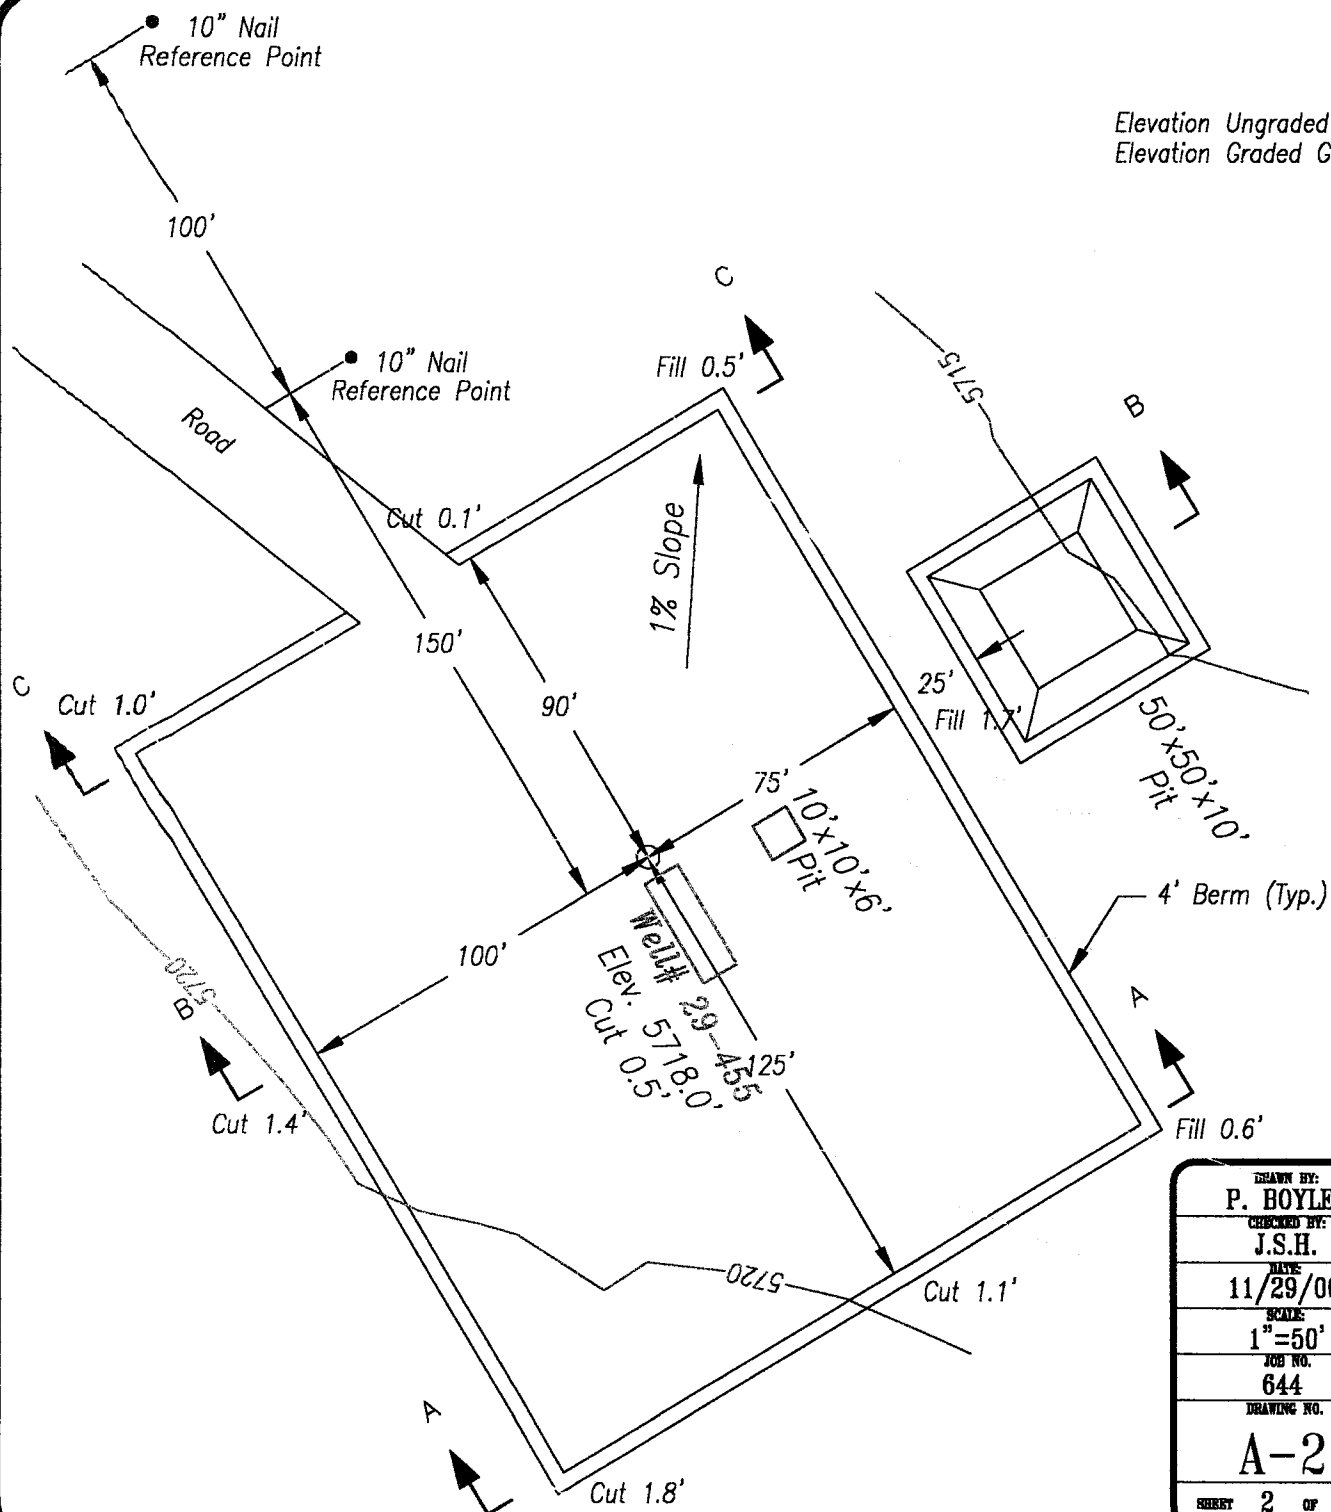 10" Nail
Reference Point
Elevation Ungraded
Elevation Graded G
100'
C
Fill 0.5'
10" Nail
Reference Point
5715
B
Road
Cut 0.1'
1% Slope
150'
90'
25'
Fill 1.7'
C
Cut 1.0'
50'x50'x10'
Pit
75'
10'x10'x6'
Pit
4' Berm (Typ.)
100'
Well# 29-455
Elev. 5718.0'
Cut 0.5'
125'
5720
B
A
Cut 1.4'
Fill 0.6'
5720
Cut 1.1'
A
Cut 1.8'
DRAWN BY:
P. BOYLE
CHECKED BY:
J.S.H.
DATE:
11/29/0
SCALE:
1"=50'
JOB NO.
644
DRAWING NO.
A-2
SHEET 2 OF